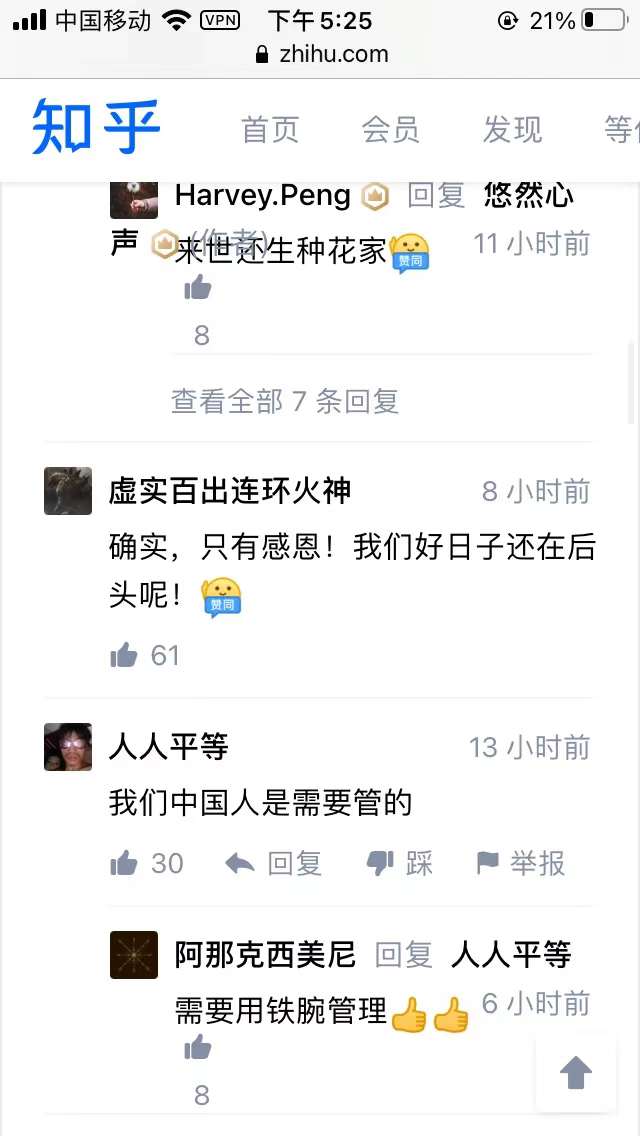 中国移动 VPN 下午5:25 21%
zhihu.com
知乎 首页 会员 发现
Harvey.Peng 回复 悠然心
声 (作者) 11 小时前
来世还生种花家 赞同
8
查看全部 7 条回复
虚实百出连环火神 8 小时前
确实，只有感恩！我们好日子还在后
头呢！ 赞同
61
人人平等 13 小时前
我们中国人是需要管的
30 回复 踩 举报
阿那克西美尼 回复 人人平等
需要用铁腕管理👍👍 6 小时前
8